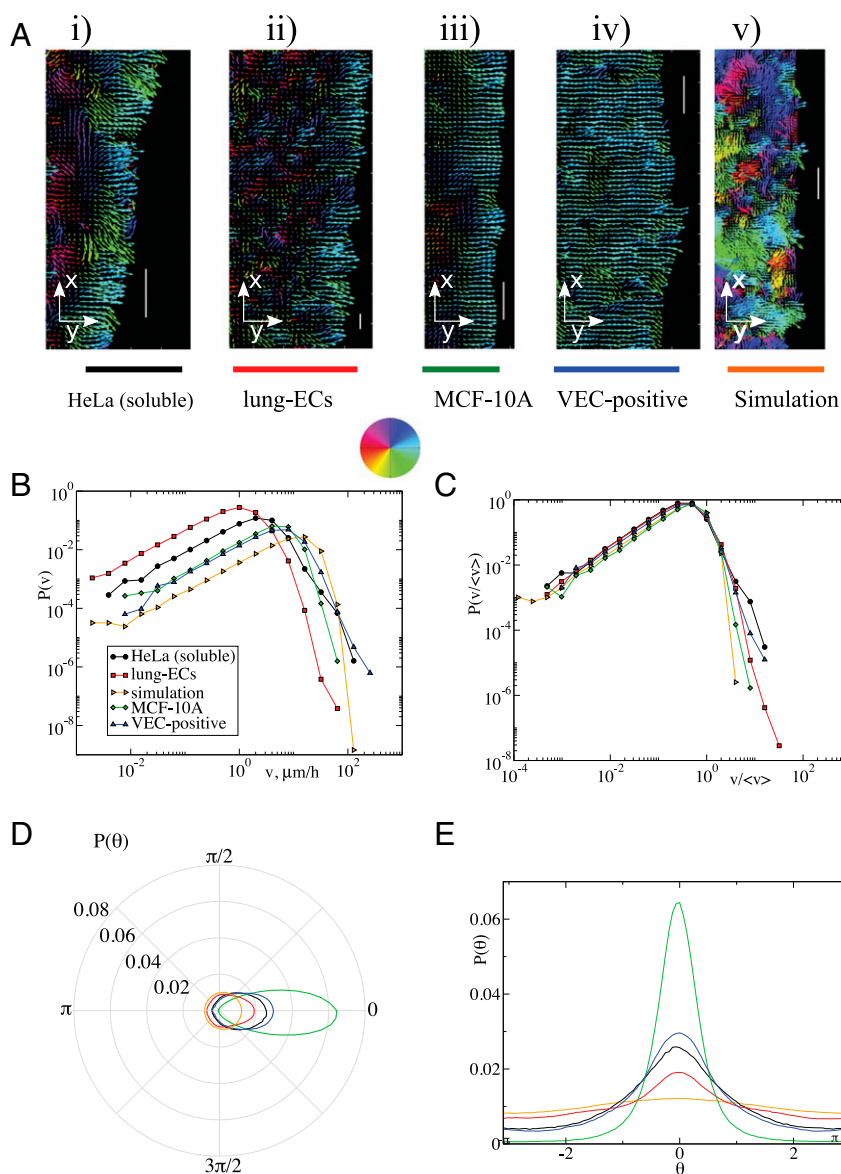 A
i)
ii)
iii)
iv)
v)
x
y
x
y
x
y
x
y
x
y
HeLa (soluble)
lung-ECs
MCF-10A
VEC-positive
Simulation
B
P(v)
10^0
10^-2
10^-4
10^-6
10^-8
HeLa (soluble)
lung-ECs
simulation
MCF-10A
VEC-positive
10^-2
10^0
10^2
v, μm/h
C
P(v/<v>)
10^0
10^-2
10^-4
10^-6
10^-8
10^-4
10^-2
10^0
10^2
v/<v>
D
P(θ)
π/2
0.08
0.06
0.04
0.02
π
0
3π/2
E
P(θ)
0.06
0.04
0.02
0
-π
-2
0
2
π
θ